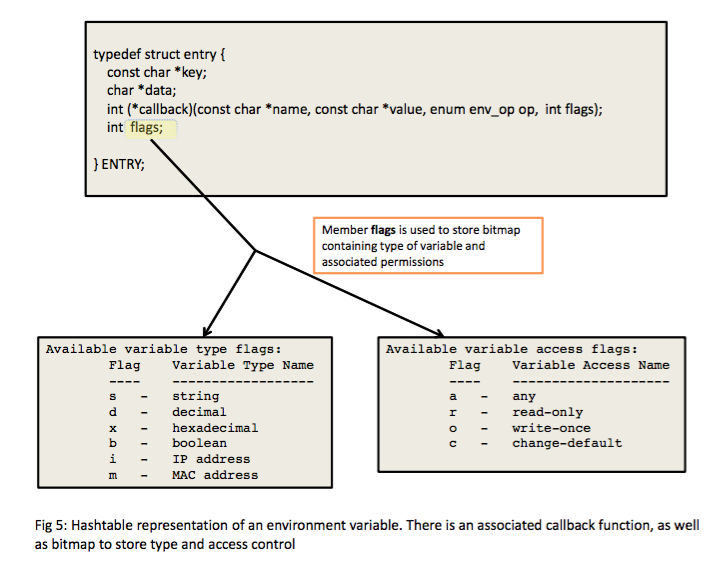 typedef struct entry {
const char *key;
char *data;
int (*callback)(const char *name, const char *value, enum env_op op, int flags);
int flags;
} ENTRY;
Member flags is used to store bitmap
containing type of variable and
associated permissions
Available variable type flags:
Flag Variable Type Name
---- ------------------
s - string
d - decimal
x - hexadecimal
b - boolean
i - IP address
m - MAC address
Available variable access flags:
Flag Variable Access Name
---- --------------------
a - any
r - read-only
o - write-once
c - change-default
Fig 5: Hashtable representation of an environment variable. There is an associated callback function, as well
as bitmap to store type and access control